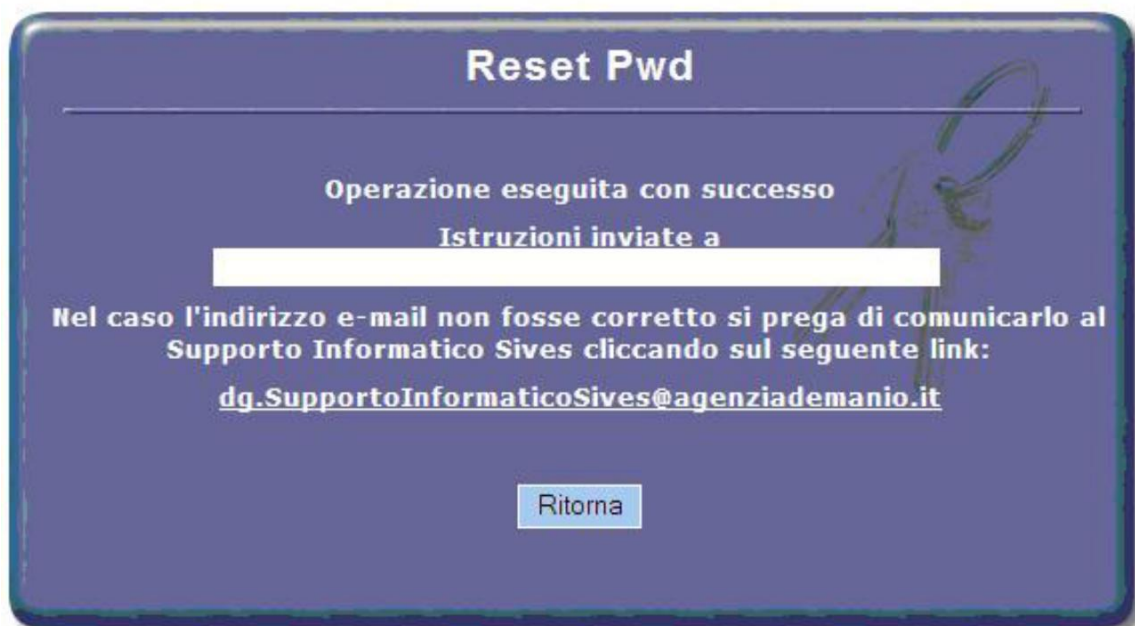 Reset Pwd
Operazione eseguita con successo
Istruzioni inviate a
Nel caso l'indirizzo e-mail non fosse corretto si prega di comunicarlo al
Supporto Informatico Sives cliccando sul seguente link:
dg.SupportoInformaticoSives@agenziademanio.it
Ritorna